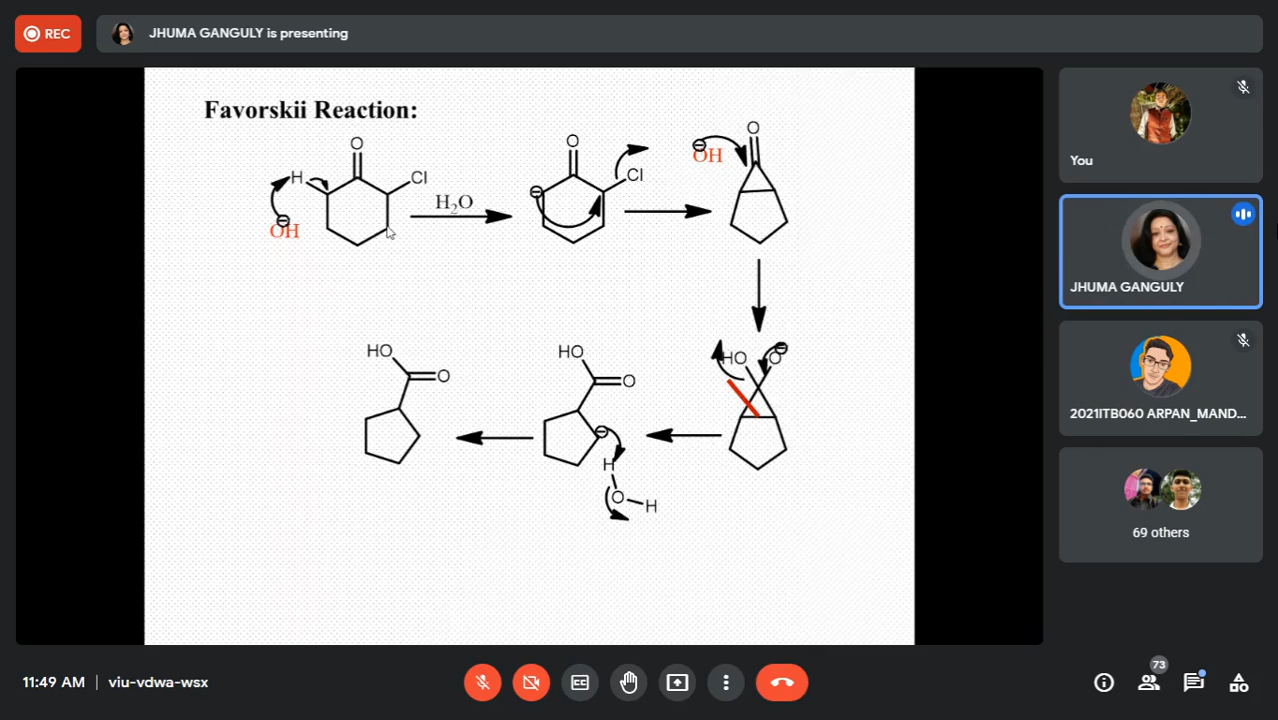 REC
JHUMA GANGULY is presenting
Favorskii Reaction:
O
H
Cl
OH
H₂O
O
Cl
OH
O
HO
O
HO
O
H
O
H
HO
O
You
JHUMA GANGULY
2021ITB060 ARPAN_MAND...
69 others
11:49 AM | viu-vdwa-wsx
CC
73